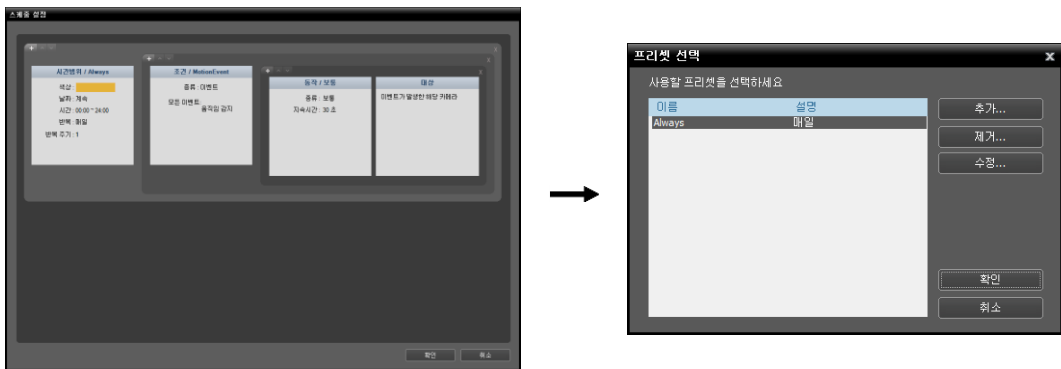 스케줄 설정
시간범위 / Always
색상 :
날짜 : 계속
시간 : 00:00 ~ 24:00
반복 : 매일
반복 주기 : 1
조건 / MotionEvent
종류 : 이벤트
모든 이벤트:
움직임 감지
동작 / 보통
종류 : 보통
지속시간 : 30 초
대상
이벤트가 발생한 해당 카메라
확인
취소
프리셋 선택
x
사용할 프리셋을 선택하세요
이름 설명
Always 매일
추가...
제거...
수정...
확인
취소